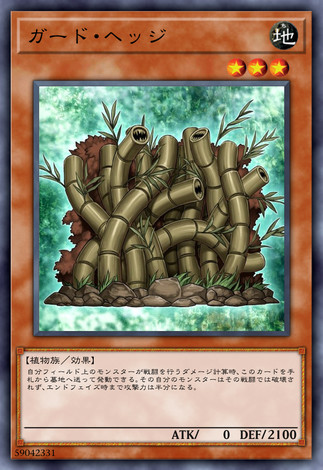 ガード・ヘッジ
地
【植物族／効果】
自分フィールド上のモンスターが戦闘を行うダメージ計算時、このカードを手
札から墓地へ送って発動できる。その自分のモンスターはその戦闘では破壊さ
れず、エンドフェイズ時まで攻撃力は半分になる。
ATK/ 0 DEF/2100
59042331